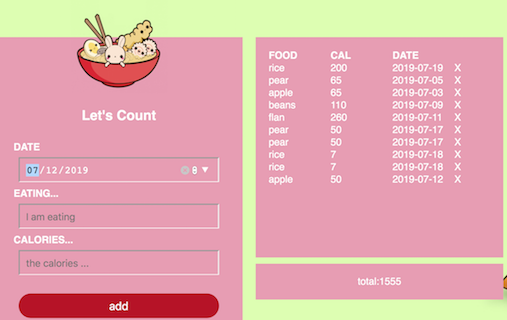 Let's Count
DATE
07/12/2019
EATING...
i am eating
CALORIES...
the calories ...
add
FOOD CAL DATE
rice 200 2019-07-19 X
pear 65 2019-07-05 X
apple 65 2019-07-03 X
beans 110 2019-07-09 X
flan 260 2019-07-11 X
pear 50 2019-07-17 X
pear 50 2019-07-17 X
rice 7 2019-07-18 X
rice 7 2019-07-18 X
apple 50 2019-07-12 X
total:1555